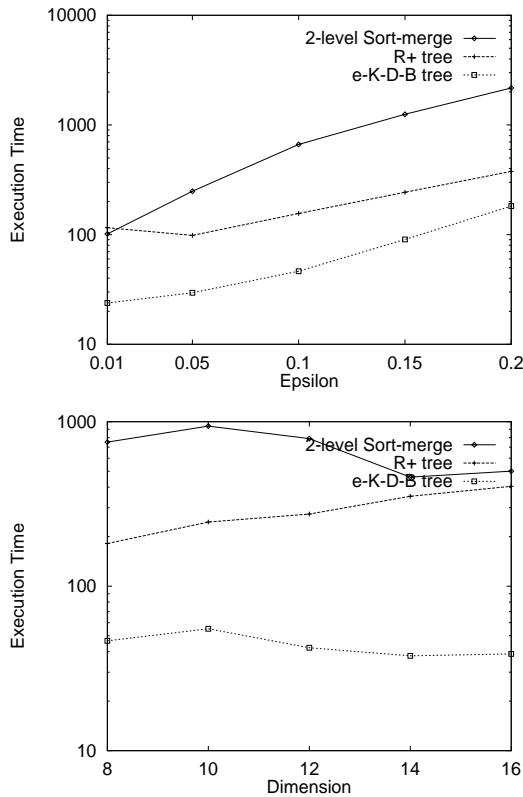 10000
2-level Sort-merge
R+ tree
e-K-D-B tree
1000
Execution Time
100
10
0.01 0.05 0.1 0.15 0.2
Epsilon
1000
2-level Sort-merge
R+ tree
e-K-D-B tree
Execution Time
100
10
8 10 12 14 16
Dimension